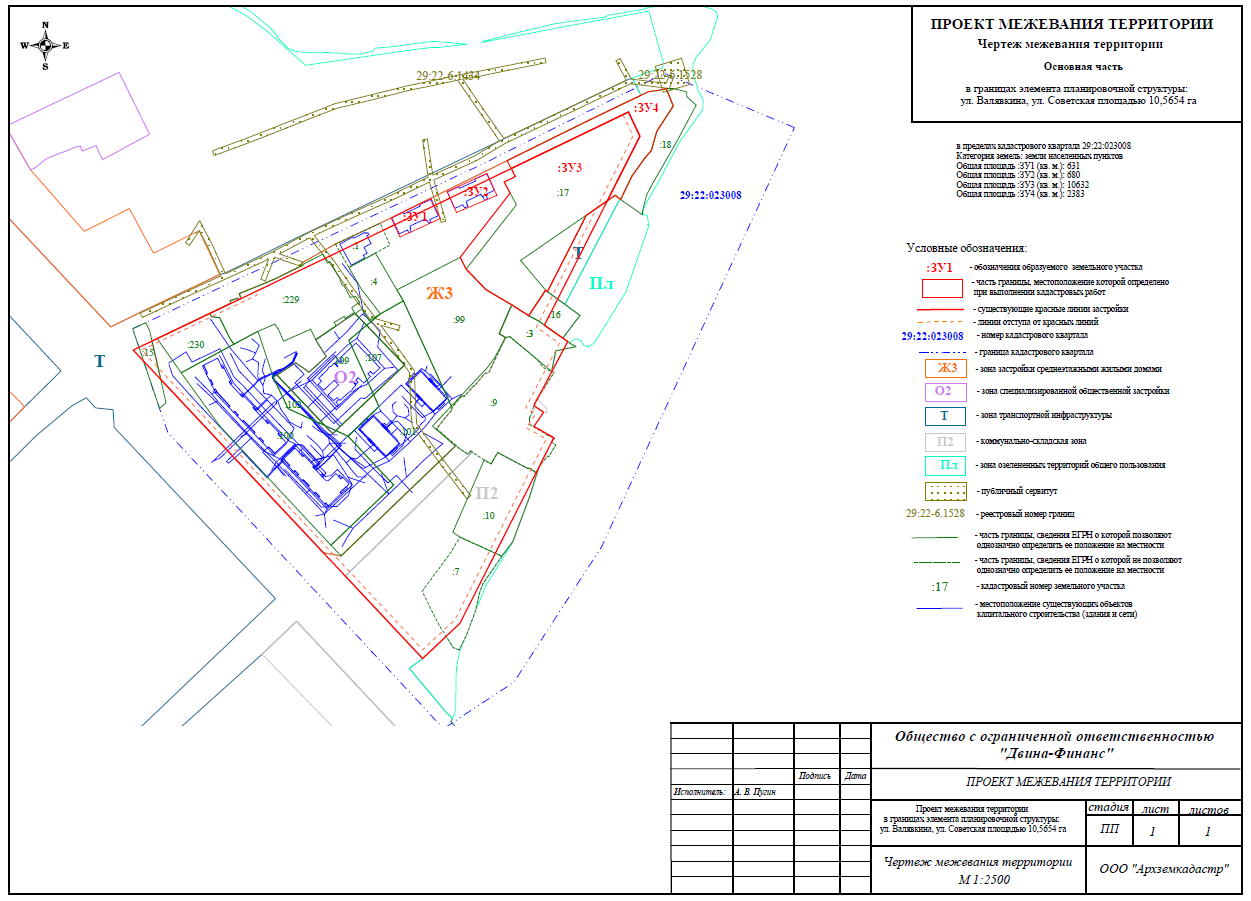 N
W E
S
ПРОЕКТ МЕЖЕВАНИЯ ТЕРРИТОРИИ
Чертеж межевания территории
Основная часть
в границах элемента планировочной структуры:
ул. Валявкина, ул. Советская площадью 10,5654 га
в пределах кадастрового квартала 29:22:023008
Категория земель: земли населенных пунктов
Общая площадь :ЗУ1 (кв. м.): 631
Общая площадь :ЗУ2 (кв. м.): 680
Общая площадь :ЗУ3 (кв. м.): 10632
Общая площадь :ЗУ4 (кв. м.): 2383
29:22-6.1434
29:22-6.1528
:ЗУ4
:18
:ЗУ3
:17
:ЗУ2
:ЗУ1
29:22:023008
:1
Т
:4
Пл
Ж3
:229
:99
:16
:3
:230
:15
Т
:107
О2
:9
:101
П2
:10
:7
Условные обозначения:
:ЗУ1 - обозначения образуемого земельного участка
- часть границы, местоположение которой определено
при выполнении кадастровых работ
- существующие красные линии застройки
- линии отступа от красных линий
29:22:023008 - номер кадастрового квартала
- граница кадастрового квартала
Ж3 - зона застройки среднеэтажными жилыми домами
О2 - зона специализированной общественной застройки
Т - зона транспортной инфраструктуры
П2 - коммунально-складская зона
Пл - зона озелененных территорий общего пользования
- публичный сервитут
29:22-6.1528 - реестровый номер границ
- часть границы, сведения ЕГРН о которой позволяют
однозначно определить ее положение на местности
- часть границы, сведения ЕГРН о которой не позволяют
однозначно определить ее положение на местности
:17 - кадастровый номер земельного участка
- местоположение существующих объектов
капитального строительства (здания и сети)
Общество с ограниченной ответственностью
"Двина-Финанс"
Подпись Дата
ПРОЕКТ МЕЖЕВАНИЯ ТЕРРИТОРИИ
Исполнитель: А. В. Пугин
Проект межевания территории
в границах элемента планировочной структуры:
ул. Валявкина, ул. Советская площадью 10,5654 га
стадия лист листов
ПП 1 1
Чертеж межевания территории
М 1:2500
ООО "Архземкадастр"